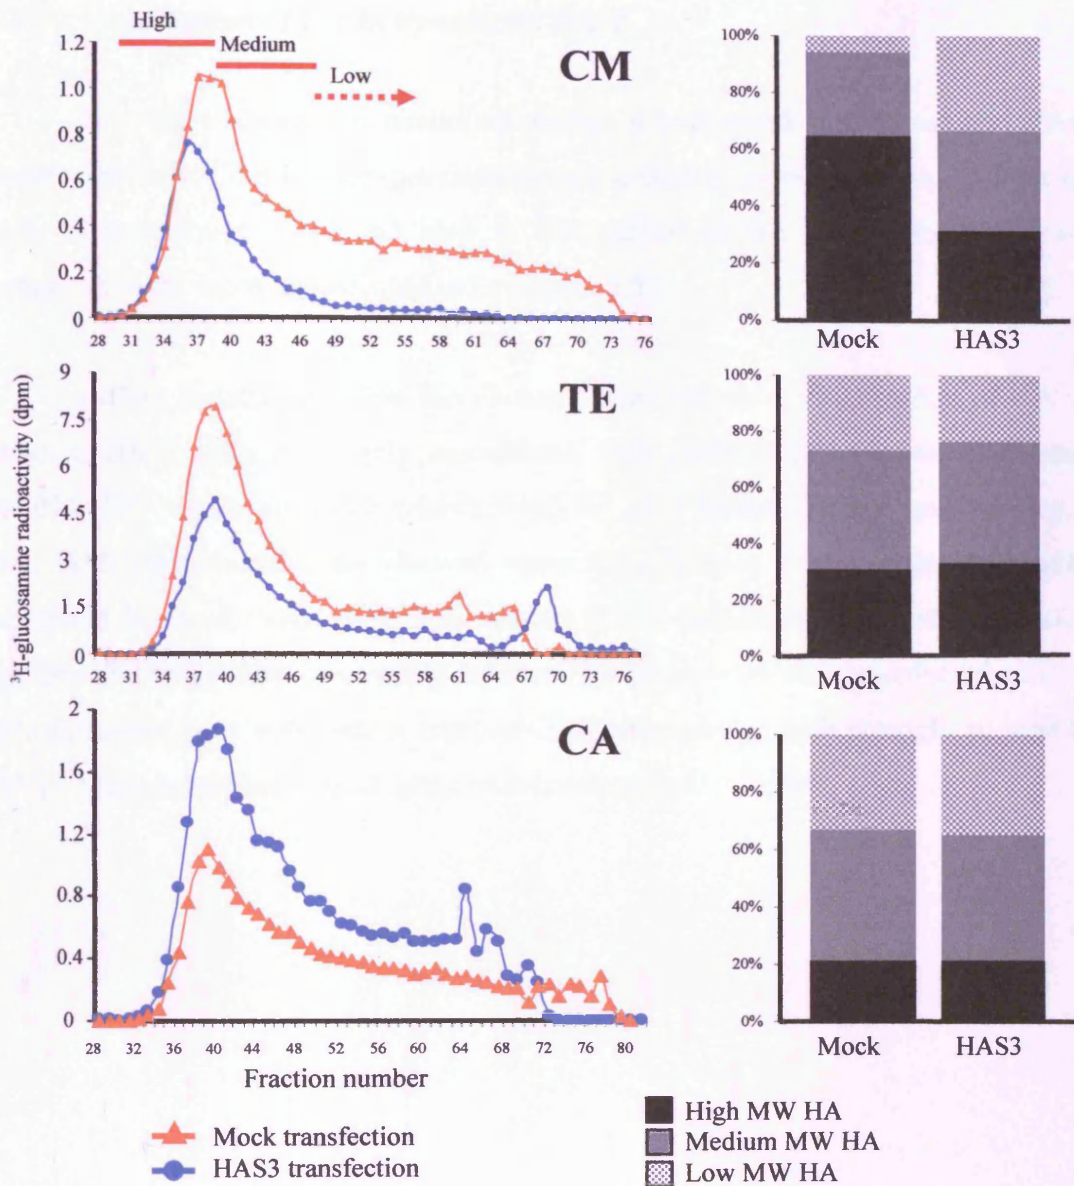 High
Medium
Low
CM
1.2
1.0
0.8
0.6
0.4
0.2
0
28 31 34 37 40 43 46 49 52 55 58 61 64 67 70 73 76
100%
80%
60%
40%
20%
0%
Mock HAS3
³H-glucosamine radioactivity (dpm)
TE
9
7.5
6
4.5
3
1.5
0
28 31 34 37 40 43 46 49 52 55 58 61 64 67 70 73 76
100%
80%
60%
40%
20%
0%
Mock HAS3
CA
2
1.6
1.2
0.8
0.4
0
28 32 36 40 44 48 52 56 60 64 68 72 76 80
Fraction number
100%
80%
60%
40%
20%
0%
Mock HAS3
Mock transfection
HAS3 transfection
High MW HA
Medium MW HA
Low MW HA